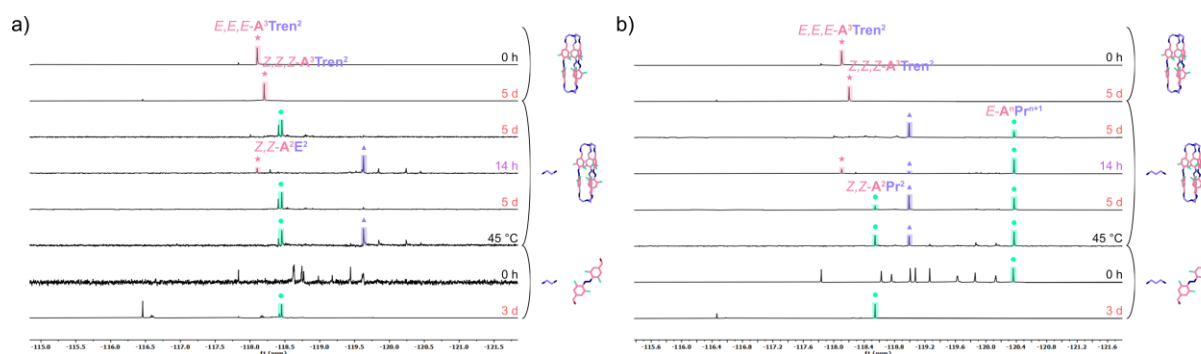 a)
E,E,E-A³Tren²
0 h
Z,Z,Z-A³Tren²
5 d
5 d
Z,Z-A²E²
14 h
5 d
45 °C
0 h
3 d
-115.0 -115.5 -116.0 -116.5 -117.0 -117.5 -118.0 -118.5 -119.0 -119.5 -120.0 -120.5 -121.0 -121.5
b)
E,E,E-A³Tren²
0 h
Z,Z,Z-A³Tren²
5 d
E-AⁿPrⁿ⁺¹
5 d
14 h
Z,Z-A²Pr²
5 d
45 °C
0 h
3 d
-115.6 -116.0 -116.4 -116.8 -117.2 -117.6 -118.0 -118.4 -118.8 -119.2 -119.6 -120.0 -120.4 -120.8 -121.2 -121.6